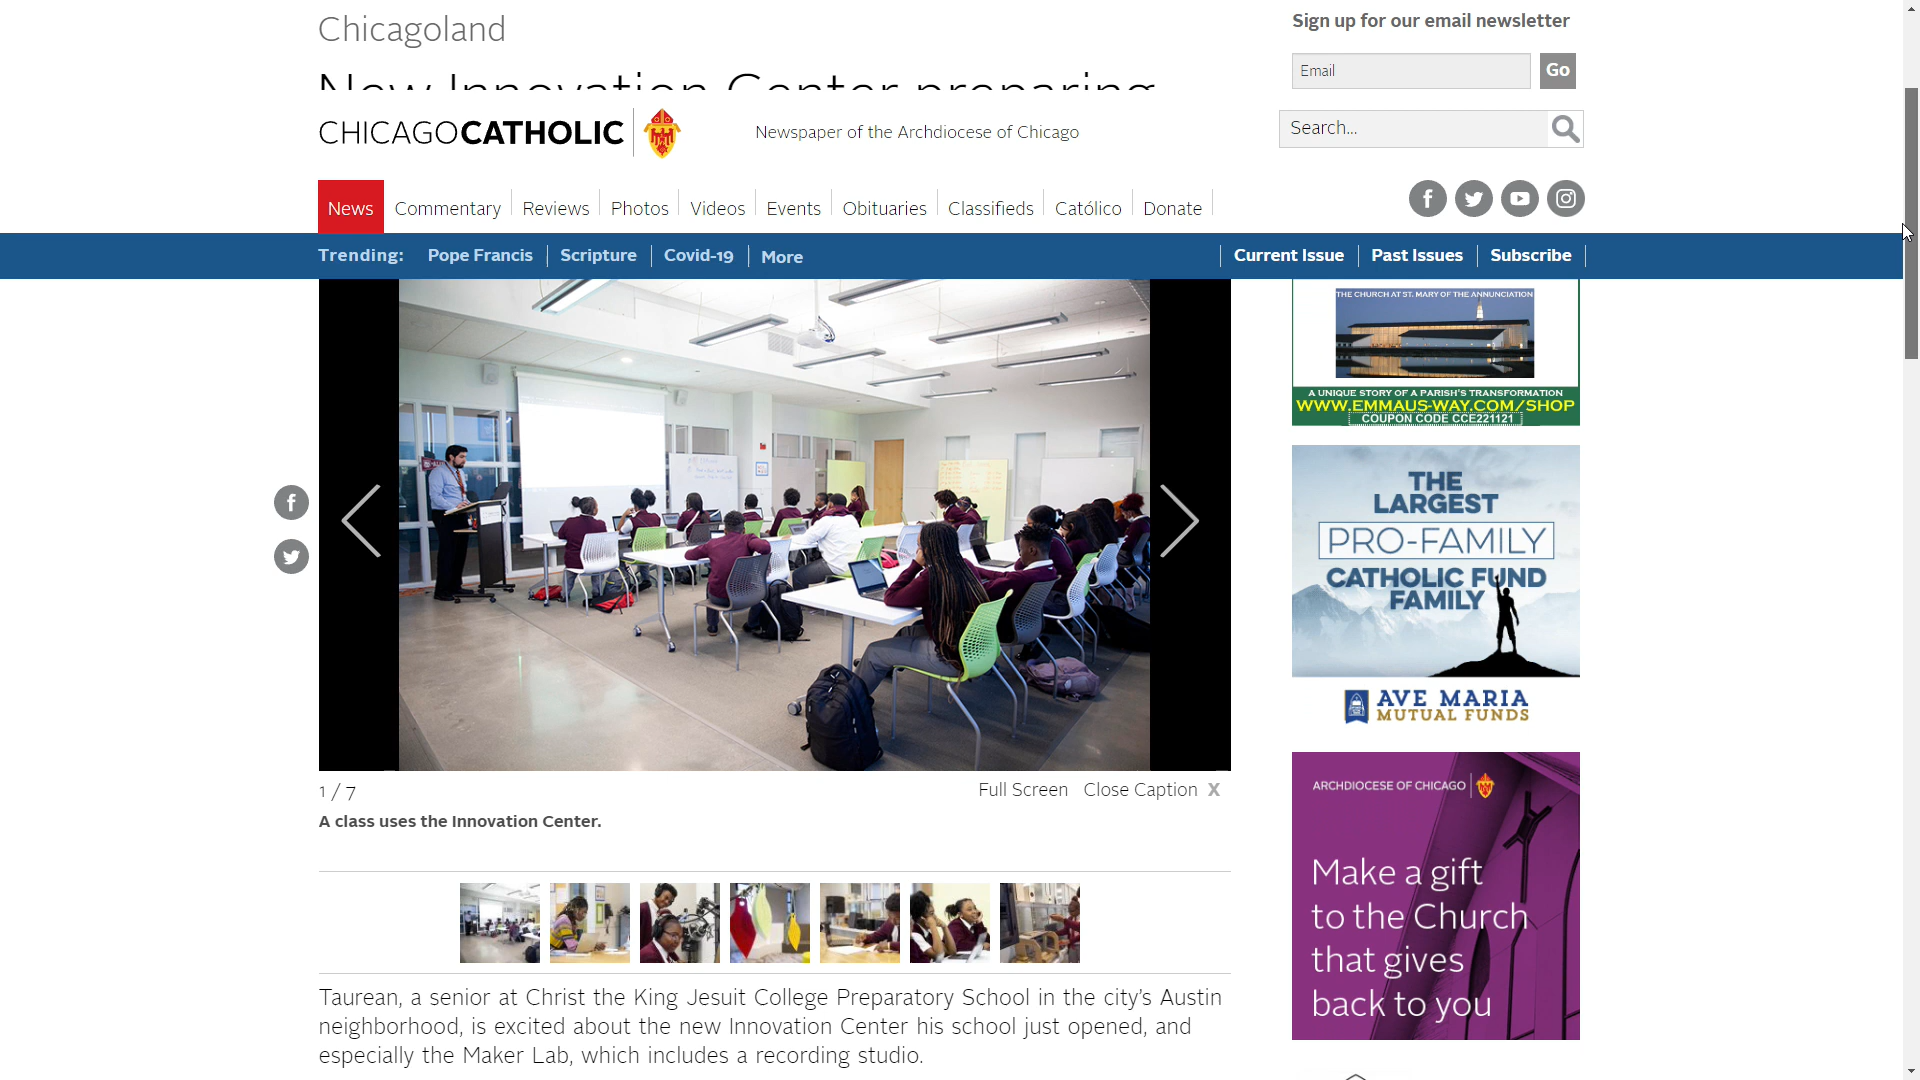 Chicagoland
Sign up for our email newsletter
New Innovation Center preparing
Email
Go
CHICAGOCATHOLIC
Newspaper of the Archdiocese of Chicago
Search...
News
Commentary
Reviews
Photos
Videos
Events
Obituaries
Classifieds
Católico
Donate
Trending:
Pope Francis
Scripture
Covid-19
More
Current Issue
Past Issues
Subscribe
THE CHURCH AT ST. MARY OF THE ANNUNCIATION
A UNIQUE STORY OF A PARISH'S TRANSFORMATION
WWW.EMMAUS-WAY.COM/SHOP
COUPON CODE CCE221121
THE
LARGEST
PRO-FAMILY
CATHOLIC FUND
FAMILY
AVE MARIA
MUTUAL FUNDS
1 / 7
Full Screen
Close Caption X
A class uses the Innovation Center.
ARCHDIOCESE OF CHICAGO
Make a gift
to the Church
that gives
back to you
Taurean, a senior at Christ the King Jesuit College Preparatory School in the city's Austin
neighborhood, is excited about the new Innovation Center his school just opened, and
especially the Maker Lab, which includes a recording studio.